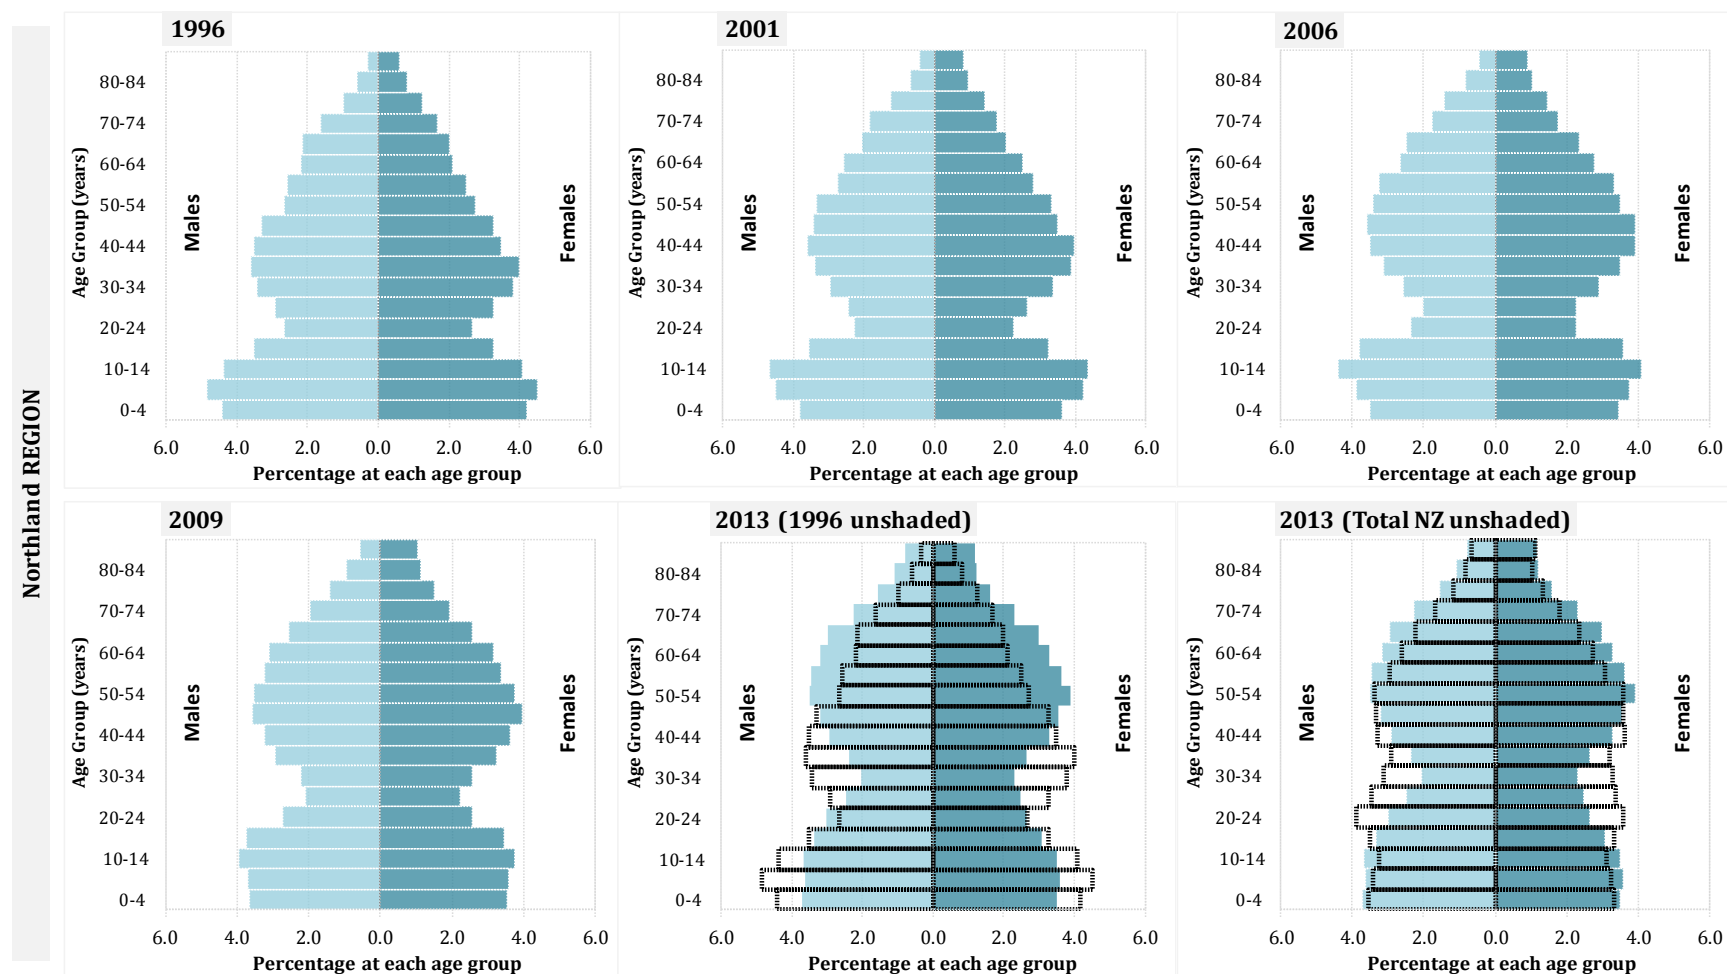 Northland REGION
1996
80-84
70-74
60-64
50-54
40-44
30-34
20-24
10-14
0-4
Age Group (years)
Males
Females
6.0 4.0 2.0 0.0 2.0 4.0 6.0
Percentage at each age group
2001
80-84
70-74
60-64
50-54
40-44
30-34
20-24
10-14
0-4
Age Group (years)
Males
Females
6.0 4.0 2.0 0.0 2.0 4.0 6.0
Percentage at each age group
2006
80-84
70-74
60-64
50-54
40-44
30-34
20-24
10-14
0-4
Age Group (years)
Males
Females
6.0 4.0 2.0 0.0 2.0 4.0 6.0
Percentage at each age group
2009
80-84
70-74
60-64
50-54
40-44
30-34
20-24
10-14
0-4
Age Group (years)
Males
Females
6.0 4.0 2.0 0.0 2.0 4.0 6.0
Percentage at each age group
2013 (1996 unshaded)
80-84
70-74
60-64
50-54
40-44
30-34
20-24
10-14
0-4
Age Group (years)
Males
Females
6.0 4.0 2.0 0.0 2.0 4.0 6.0
Percentage at each age group
2013 (Total NZ unshaded)
80-84
70-74
60-64
50-54
40-44
30-34
20-24
10-14
0-4
Age Group (years)
Males
Females
6.0 4.0 2.0 0.0 2.0 4.0 6.0
Percentage at each age group